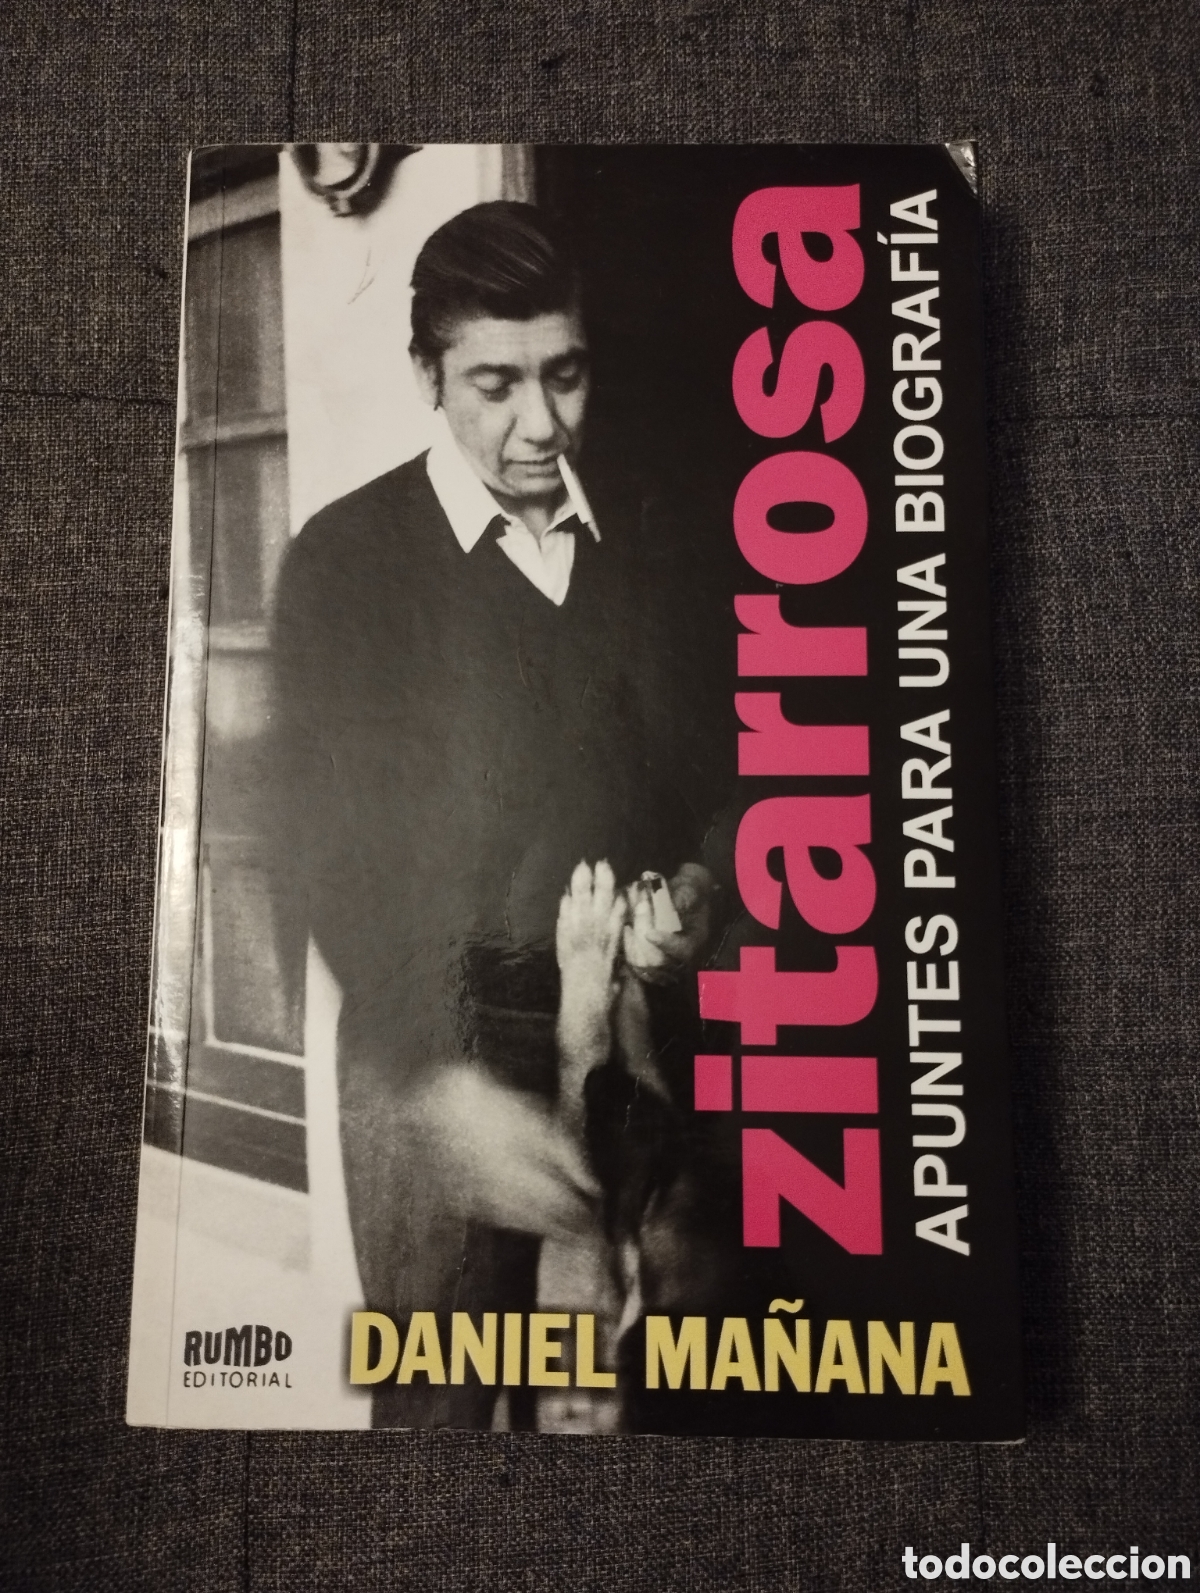 zitarrosa
APUNTES PARA UNA BIOGRAFÍA
DANIEL MAÑANA
RUMBO
EDITORIAL
todocoleccion